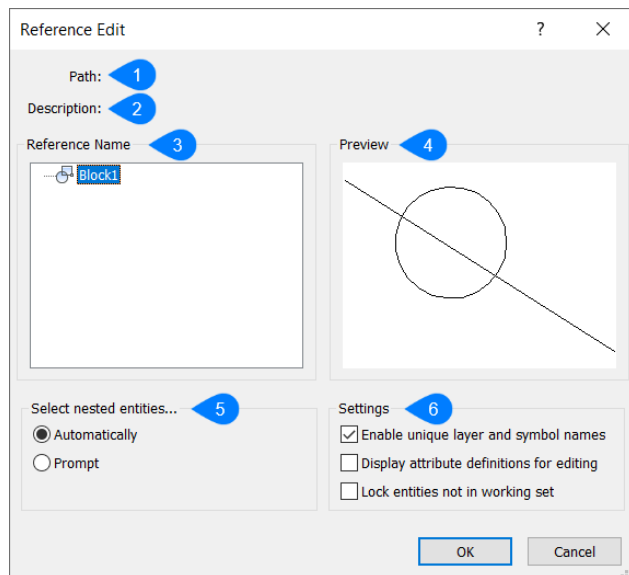 Reference Edit ?
Path: 1
Description: 2
Reference Name 3
Block1
Preview 4
Select nested entities... 5
Automatically
Prompt
Settings 6
Enable unique layer and symbol names
Display attribute definitions for editing
Lock entities not in working set
OK Cancel